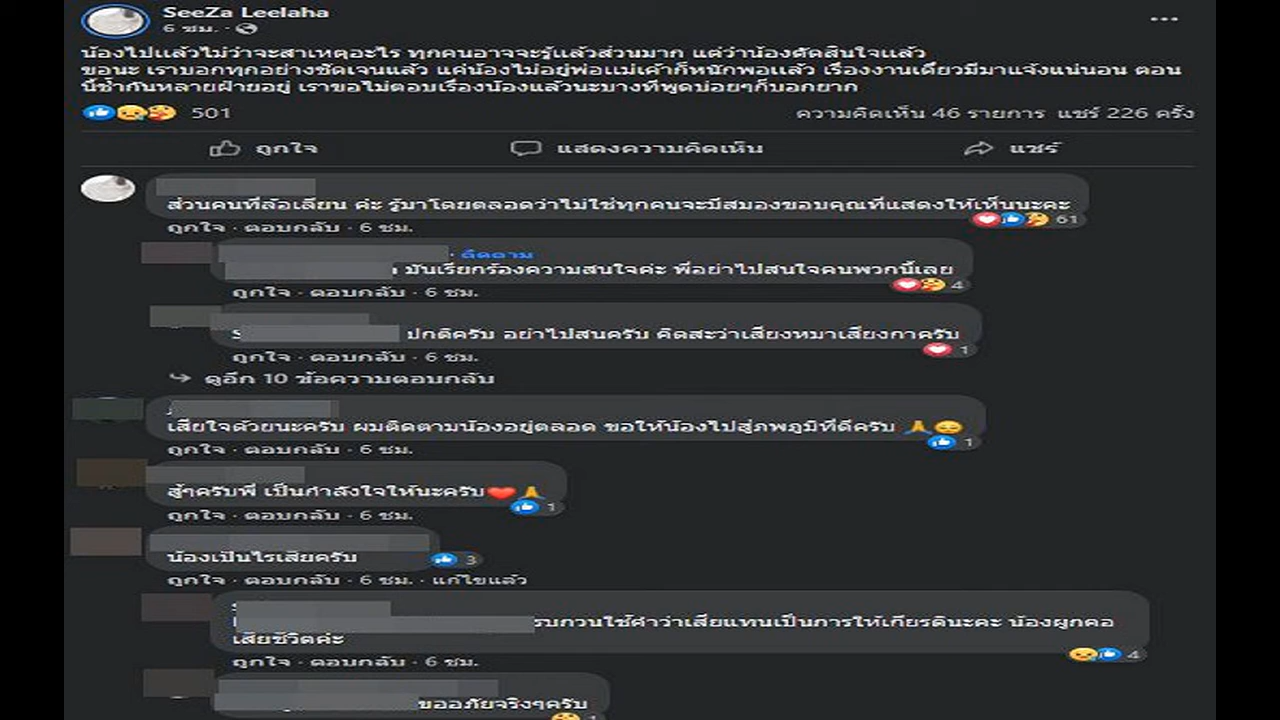 SeeZa Leelaha
6 ชม. ·
น้องไปแล้วไม่ว่าจะสาเหตุอะไร ทุกคนอาจจะรู้แล้วส่วนมาก แต่ว่าน้องตัดสินใจแล้ว
ขอนะ เราบอกทุกอย่างชัดเจนแล้ว แค่น้องไม่อยู่พ่อแม่เค้าก็หนักพอแล้ว เรื่องงานเดี๋ยวมีมาแจ้งแน่นอน ตอน
นี้ช้ำกันหลายฝ่ายอยู่ เราขอไม่ตอบเรื่องน้องแล้วนะบางทีพูดบ่อยๆก็บอกยาก
501 ความคิดเห็น 46 รายการ แชร์ 226 ครั้ง
ถูกใจ แสดงความคิดเห็น แชร์
ส่วนคนที่ล้อเลียน ค่ะ รู้มาโดยตลอดว่าไม่ใช่ทุกคนจะมีสมองขอบคุณที่แสดงให้เห็นนะคะ
61
ถูกใจ · ตอบกลับ · 6 ชม.
· ติดตาม
มันเรียกร้องความสนใจค่ะ พี่อย่าไปสนใจคนพวกนี้เลย
4
ถูกใจ · ตอบกลับ · 6 ชม.
ปกติครับ อย่าไปสนครับ คิดสะว่าเสียงหมาเสียงกาครับ
1
ถูกใจ · ตอบกลับ · 6 ชม.
ดูอีก 10 ข้อความตอบกลับ
เสียใจด้วยนะครับ ผมติดตามน้องอยู่ตลอด ขอให้น้องไปสู่ภพภูมิที่ดีครับ
1
ถูกใจ · ตอบกลับ · 6 ชม.
สู้ๆครับพี่ เป็นกำลังใจให้นะครับ
1
ถูกใจ · ตอบกลับ · 6 ชม.
น้องเป็นไรเสียครับ
3
ถูกใจ · ตอบกลับ · 6 ชม. · แก้ไขแล้ว
รบกวนใช้คำว่าเสียแทนเป็นการให้เกียรตินะคะ น้องผูกคอ
เสียชีวิตค่ะ
4
ถูกใจ · ตอบกลับ · 6 ชม.
ขออภัยจริงๆครับ
1